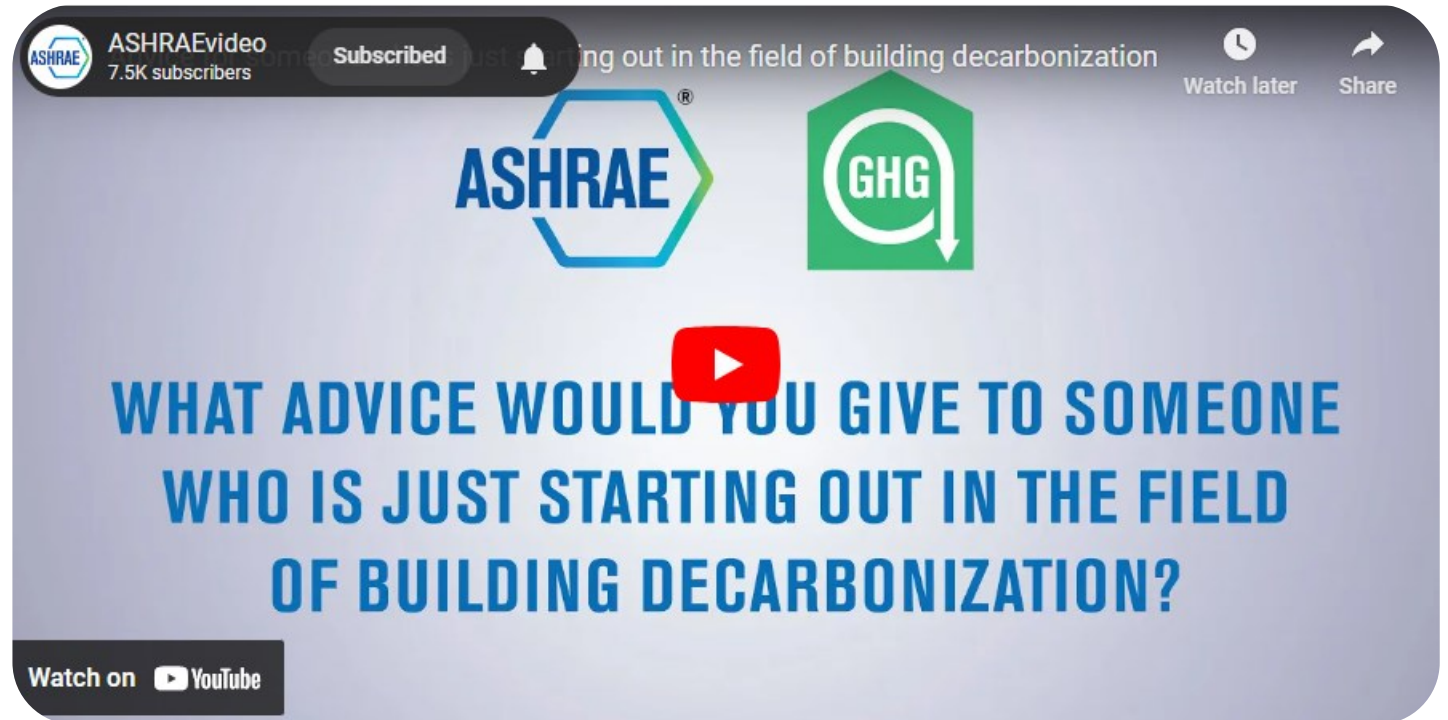 ASHRAE
ASHRAEvideo
7.5K subscribers
Subscribed
ing out in the field of building decarbonization
Watch later
Share
ASHRAE®
GHG
WHAT ADVICE WOULD YOU GIVE TO SOMEONE
WHO IS JUST STARTING OUT IN THE FIELD
OF BUILDING DECARBONIZATION?
Watch on YouTube